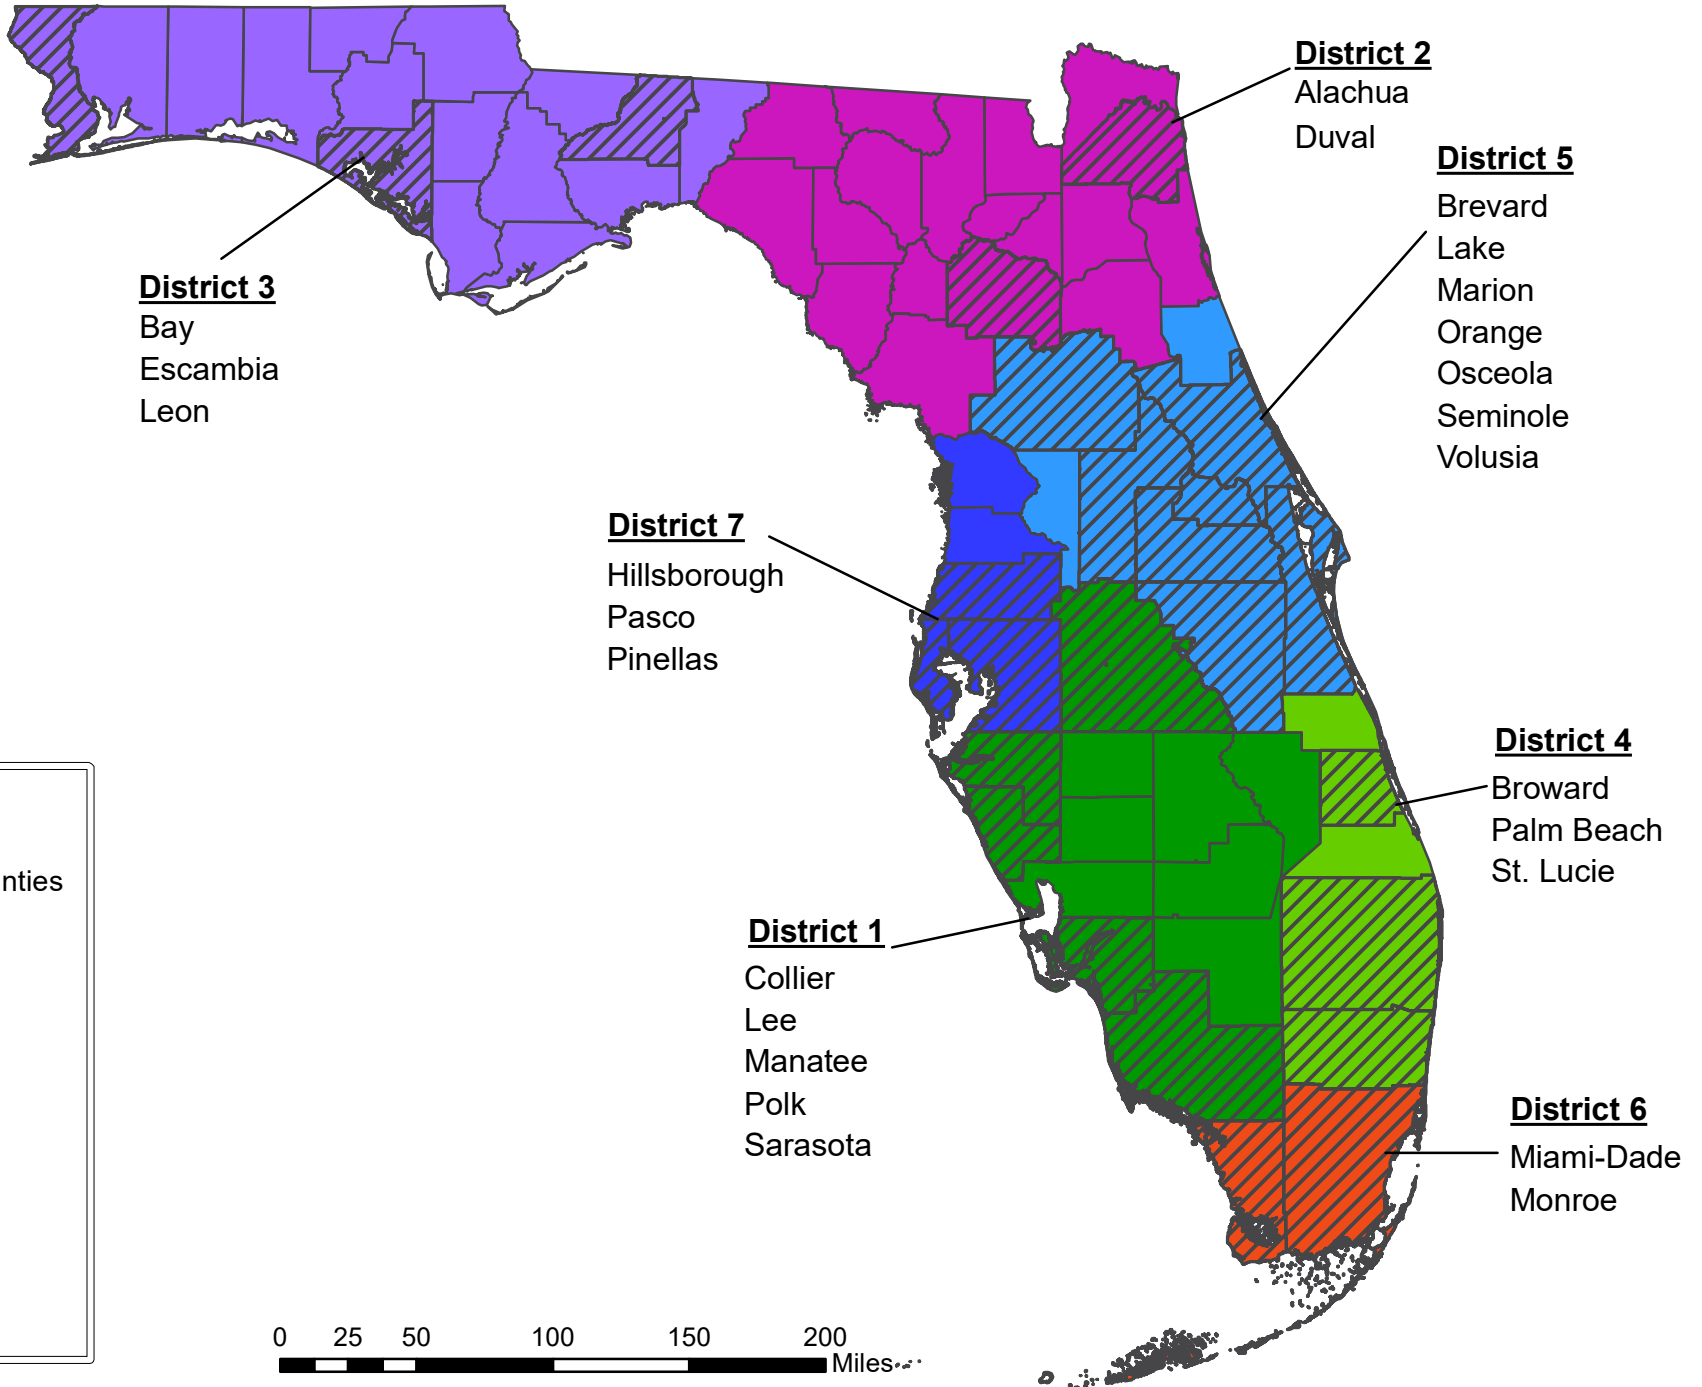 District 2
Alachua
Duval
District 5
Brevard
Lake
Marion
Orange
Osceola
Seminole
Volusia
District 3
Bay
Escambia
Leon
District 7
Hillsborough
Pasco
Pinellas
District 4
Broward
Palm Beach
St. Lucie
nties
District 1
Collier
Lee
Manatee
Polk
Sarasota
District 6
Miami-Dade
Monroe
0 25 50 100 150 200
Miles